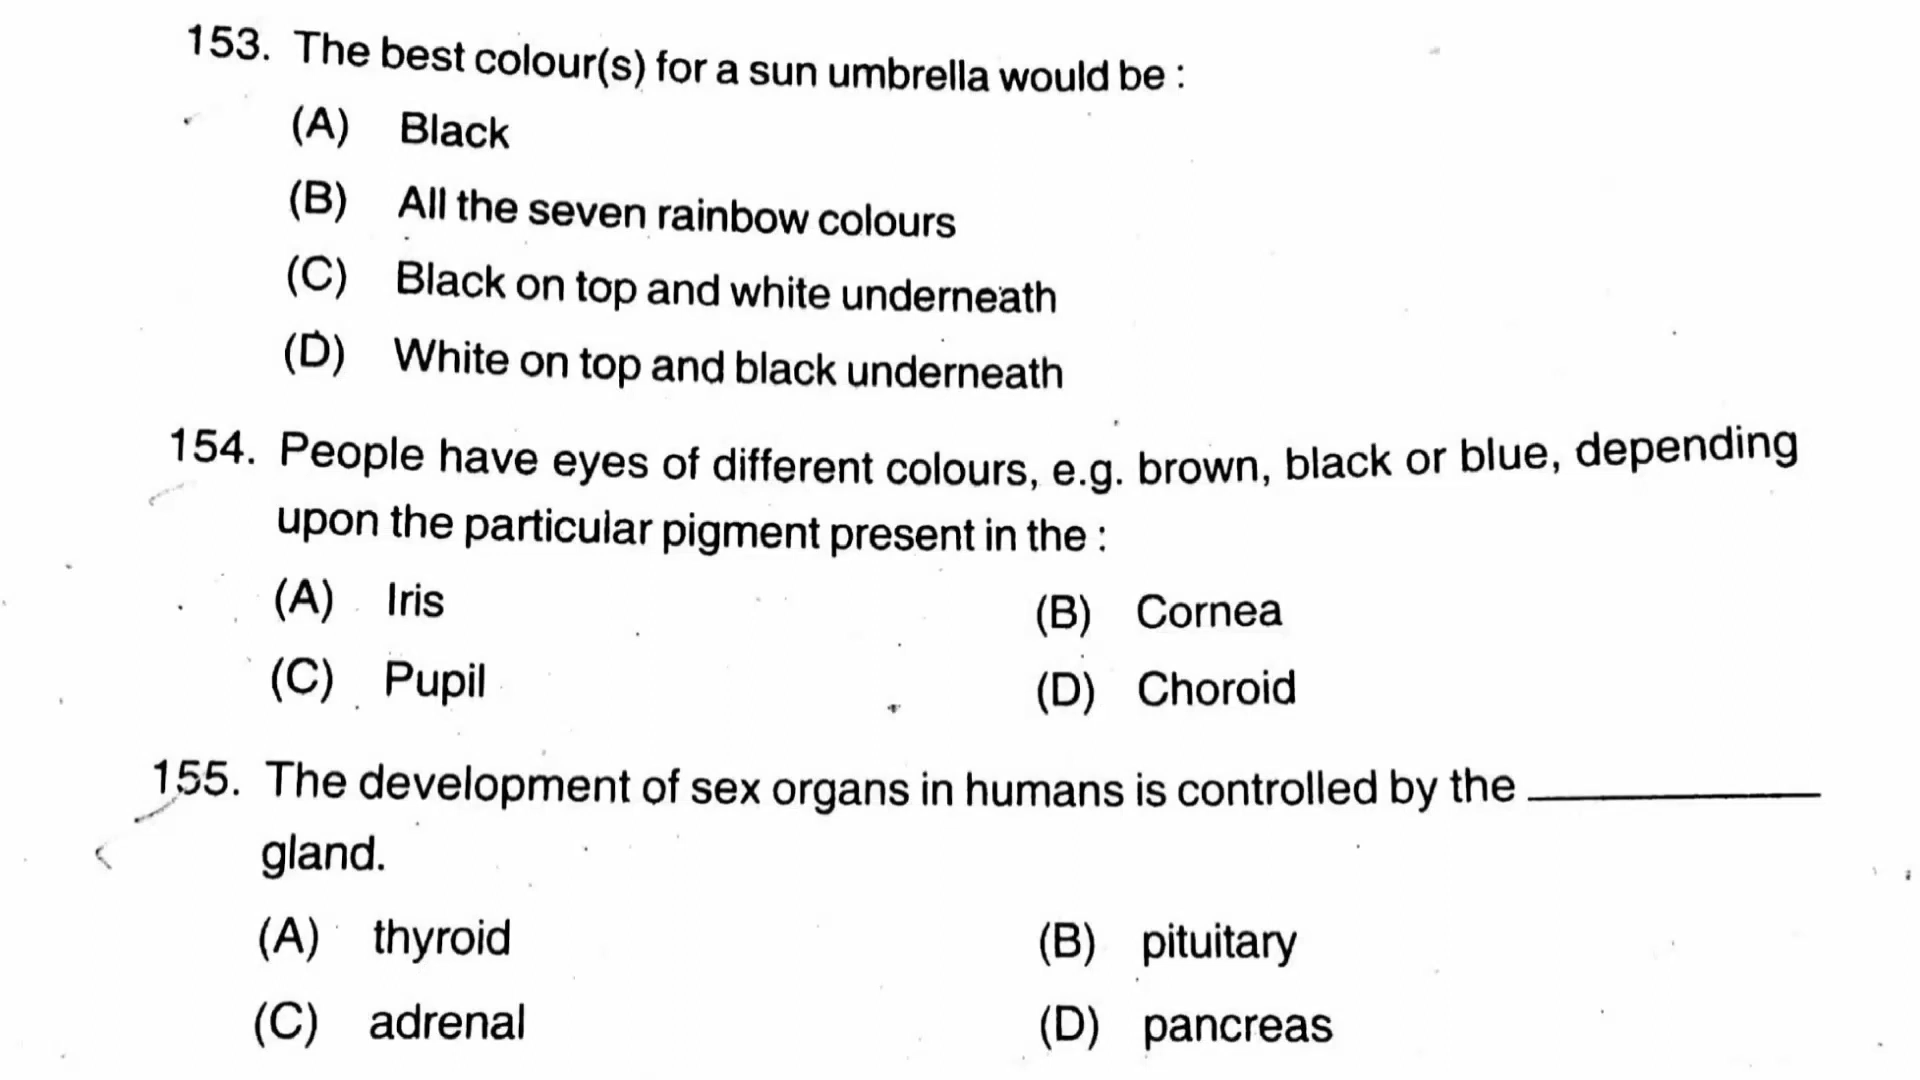 153. The best colour(s) for a sun umbrella would be :
(A) Black
(B) All the seven rainbow colours
(C) Black on top and white underneath
(D) White on top and black underneath
154. People have eyes of different colours, e.g. brown, black or blue, depending
upon the particular pigment present in the :
(A) Iris (B) Cornea
(C) Pupil (D) Choroid
155. The development of sex organs in humans is controlled by the ___________
gland.
(A) thyroid (B) pituitary
(C) adrenal (D) pancreas